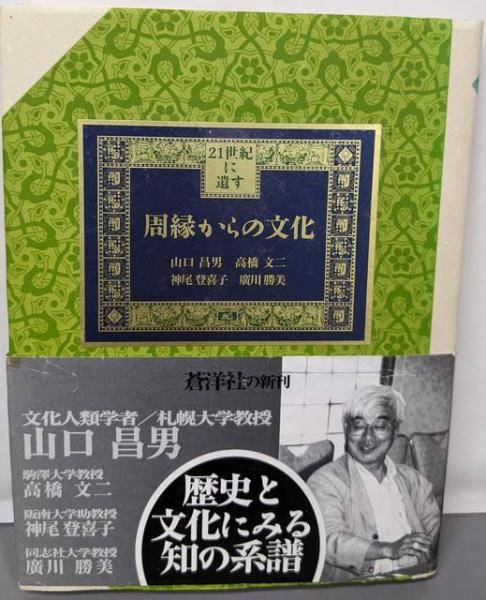 21世紀
に
遺す
周縁からの文化
山口 昌男 高橋 文二
神尾 登喜子 廣川 勝美
蒼洋社の新刊
文化人類学者／札幌大学教授
山口 昌男
駒澤大学教授
高橋 文二
阪南大学助教授
神尾 登喜子
同志社大学教授
廣川 勝美
歴史と
文化にみる
知の系譜